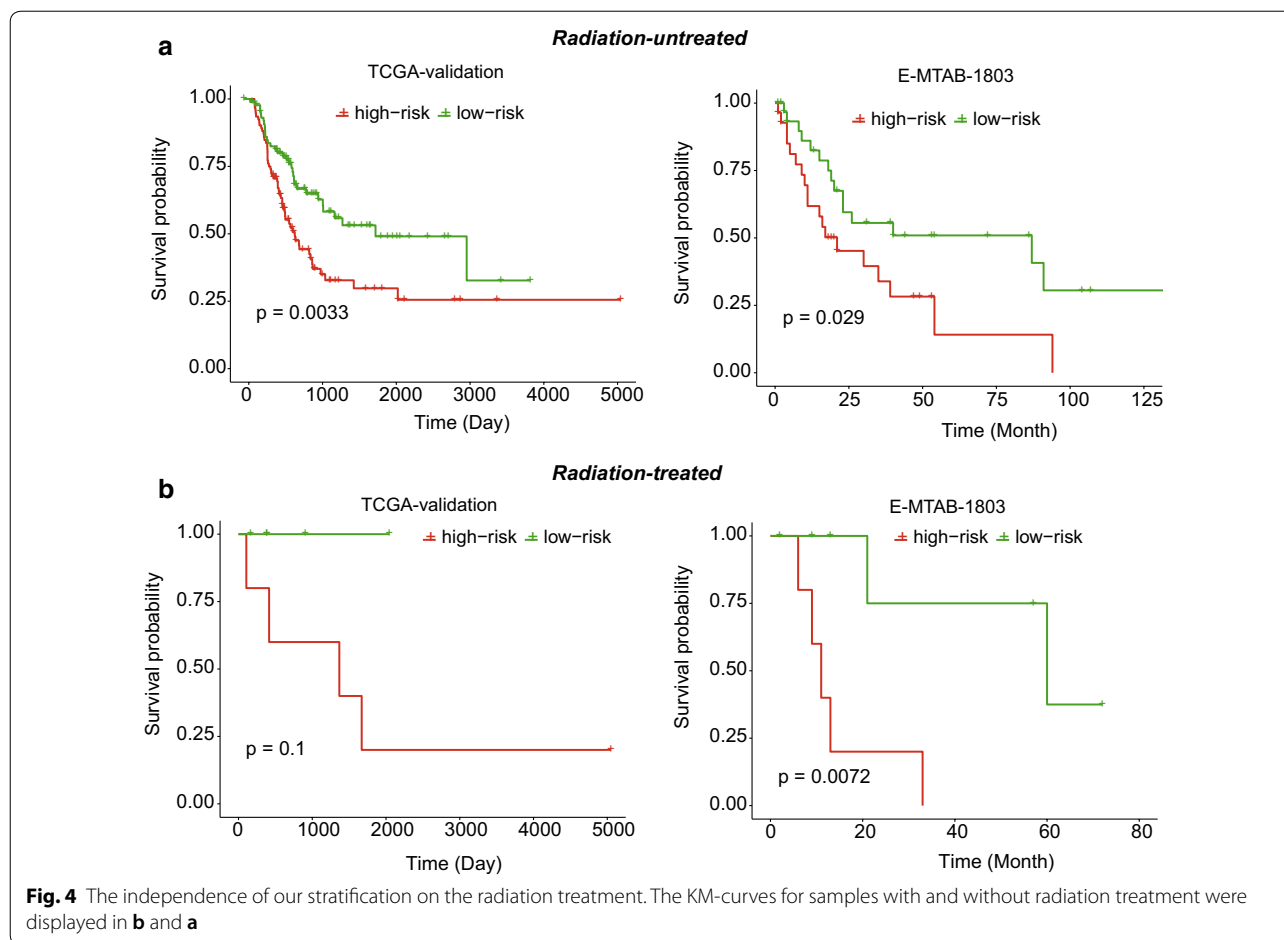 a
Radiation-untreated
TCGA-validation
high-risk low-risk
1.00
0.75
0.50
0.25
0.00
Survival probability
p = 0.0033
0 1000 2000 3000 4000 5000
Time (Day)
E-MTAB-1803
high-risk low-risk
1.00
0.75
0.50
0.25
0.00
Survival probability
p = 0.029
0 25 50 75 100 125
Time (Month)
b
Radiation-treated
TCGA-validation
high-risk low-risk
1.00
0.75
0.50
0.25
0.00
Survival probability
p = 0.1
0 1000 2000 3000 4000 5000
Time (Day)
E-MTAB-1803
high-risk low-risk
1.00
0.75
0.50
0.25
0.00
Survival probability
p = 0.0072
0 20 40 60 80
Time (Month)
Fig. 4 The independence of our stratification on the radiation treatment. The KM-curves for samples with and without radiation treatment were
displayed in b and a